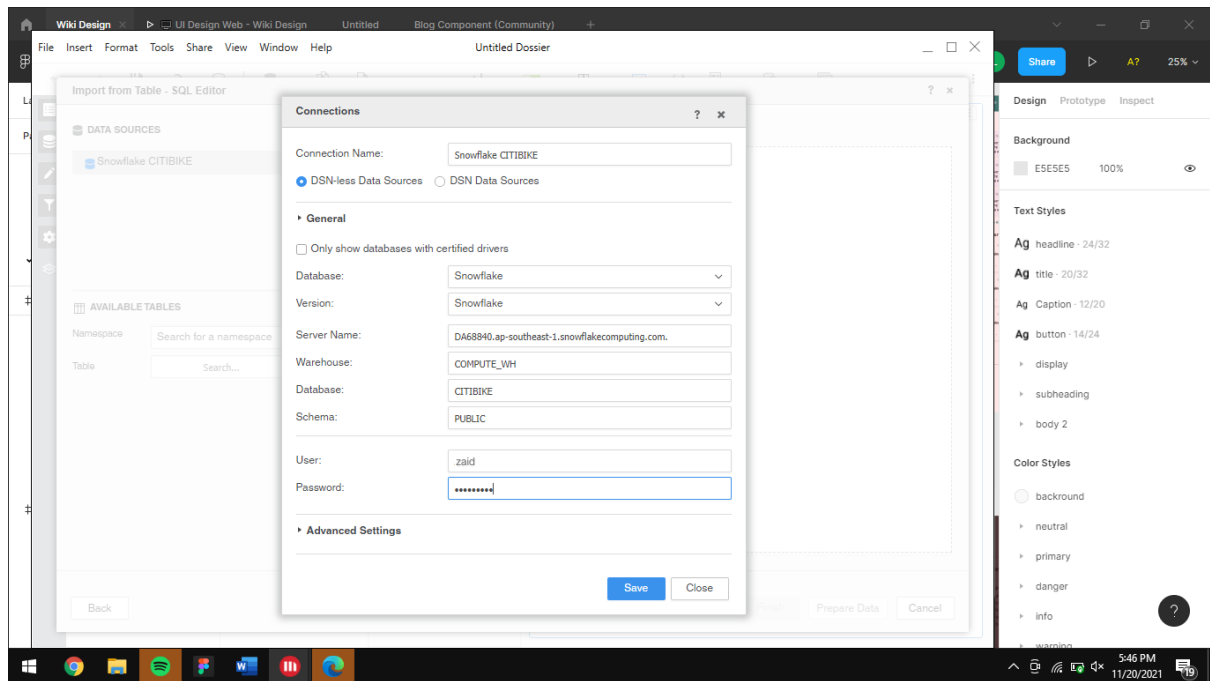 Wiki Design
UI Design Web - Wiki Design
Untitled
Blog Component (Community)
File Insert Format Tools Share View Window Help
Untitled Dossier
Share
A?
25%
Import from Table - SQL Editor
?
DATA SOURCES
Snowflake CITIBIKE
AVAILABLE TABLES
Namespace
Search for a namespace
Table
Search...
Back
Prepare Data
Cancel
Connections
?
Connection Name:
Snowflake CITIBIKE
DSN-less Data Sources
DSN Data Sources
General
Only show databases with certified drivers
Database:
Snowflake
Version:
Snowflake
Server Name:
DA68840.ap-southeast-1.snowflakecomputing.com.
Warehouse:
COMPUTE_WH
Database:
CITIBIKE
Schema:
PUBLIC
User:
zaid
Password:
•••••••••
Advanced Settings
Save
Close
Design Prototype Inspect
Background
E5E5E5 100%
Text Styles
Ag headline · 24/32
Ag title · 20/32
Ag Caption · 12/20
Ag button · 14/24
display
subheading
body 2
Color Styles
backround
neutral
primary
danger
info
warning
?
5:46 PM
11/20/2021
19